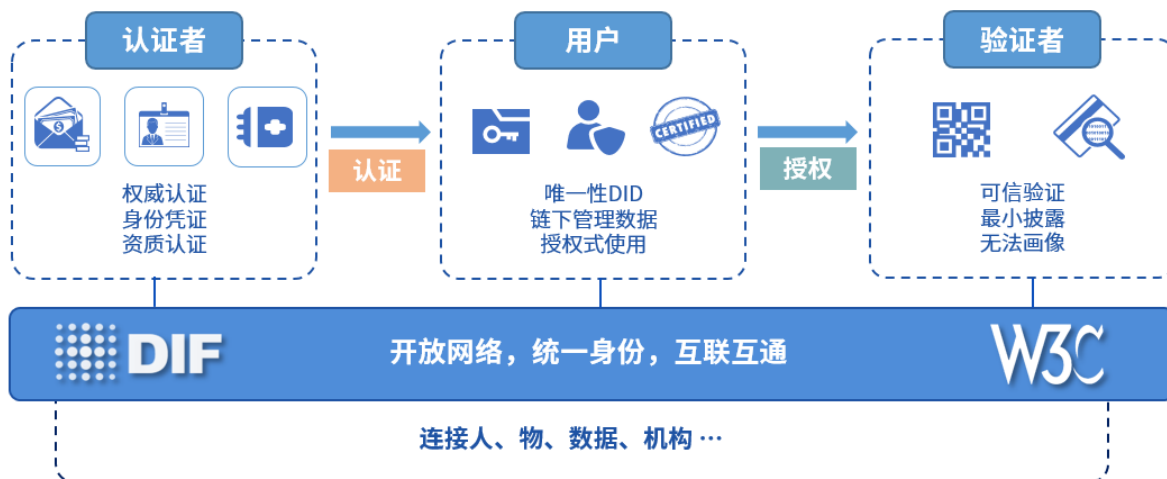 认证者
用户
验证者
CERTIFIED
认证
授权
权威认证
身份凭证
资质认证
唯一性DID
链下管理数据
授权式使用
可信验证
最小披露
无法画像
DIF
开放网络，统一身份，互联互通
W3C
连接人、物、数据、机构 …